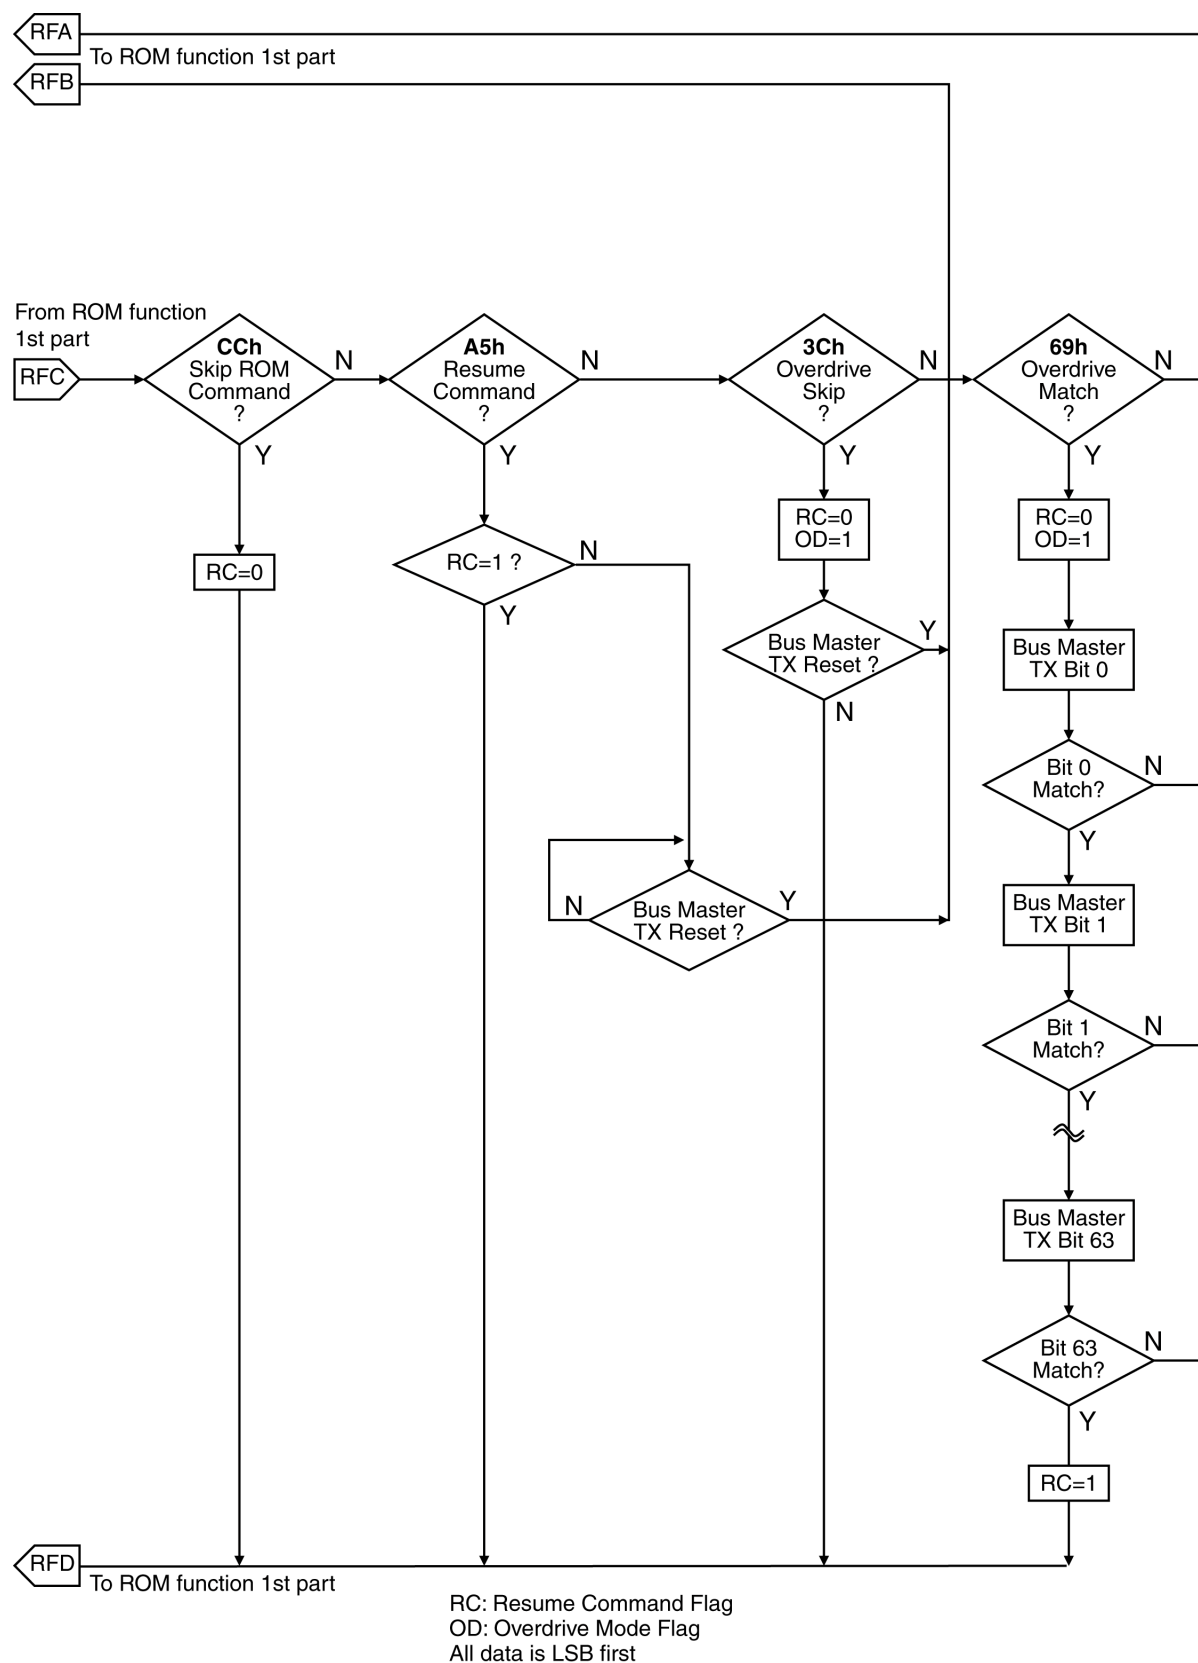 RFA
To ROM function 1st part
RFB
From ROM function
1st part
RFC
CCh
Skip ROM
Command
?
N
Y
A5h
Resume
Command
?
N
Y
3Ch
Overdrive
Skip
?
N
Y
69h
Overdrive
Match
?
N
Y
RC=0
RC=1 ?
N
Y
RC=0
OD=1
RC=0
OD=1
Bus Master
TX Reset ?
Y
N
Bus Master
TX Bit 0
Bit 0
Match?
N
Y
Bus Master
TX Reset ?
N
Y
Bus Master
TX Bit 1
Bit 1
Match?
N
Y
Bus Master
TX Bit 63
Bit 63
Match?
N
Y
RC=1
RFD
To ROM function 1st part
RC: Resume Command Flag
OD: Overdrive Mode Flag
All data is LSB first